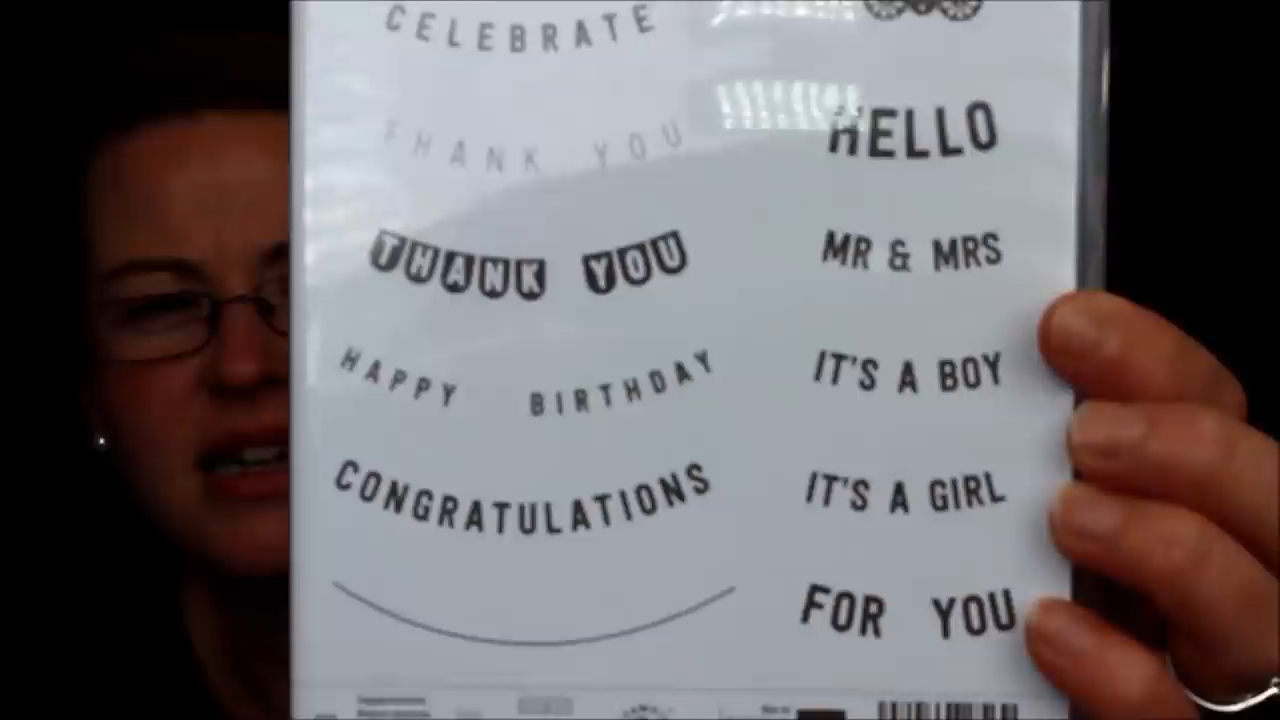 CELEBRATE
THANK YOU
THANK YOU
HAPPY BIRTHDAY
CONGRATULATIONS
HELLO
MR & MRS
IT'S A BOY
IT'S A GIRL
FOR YOU